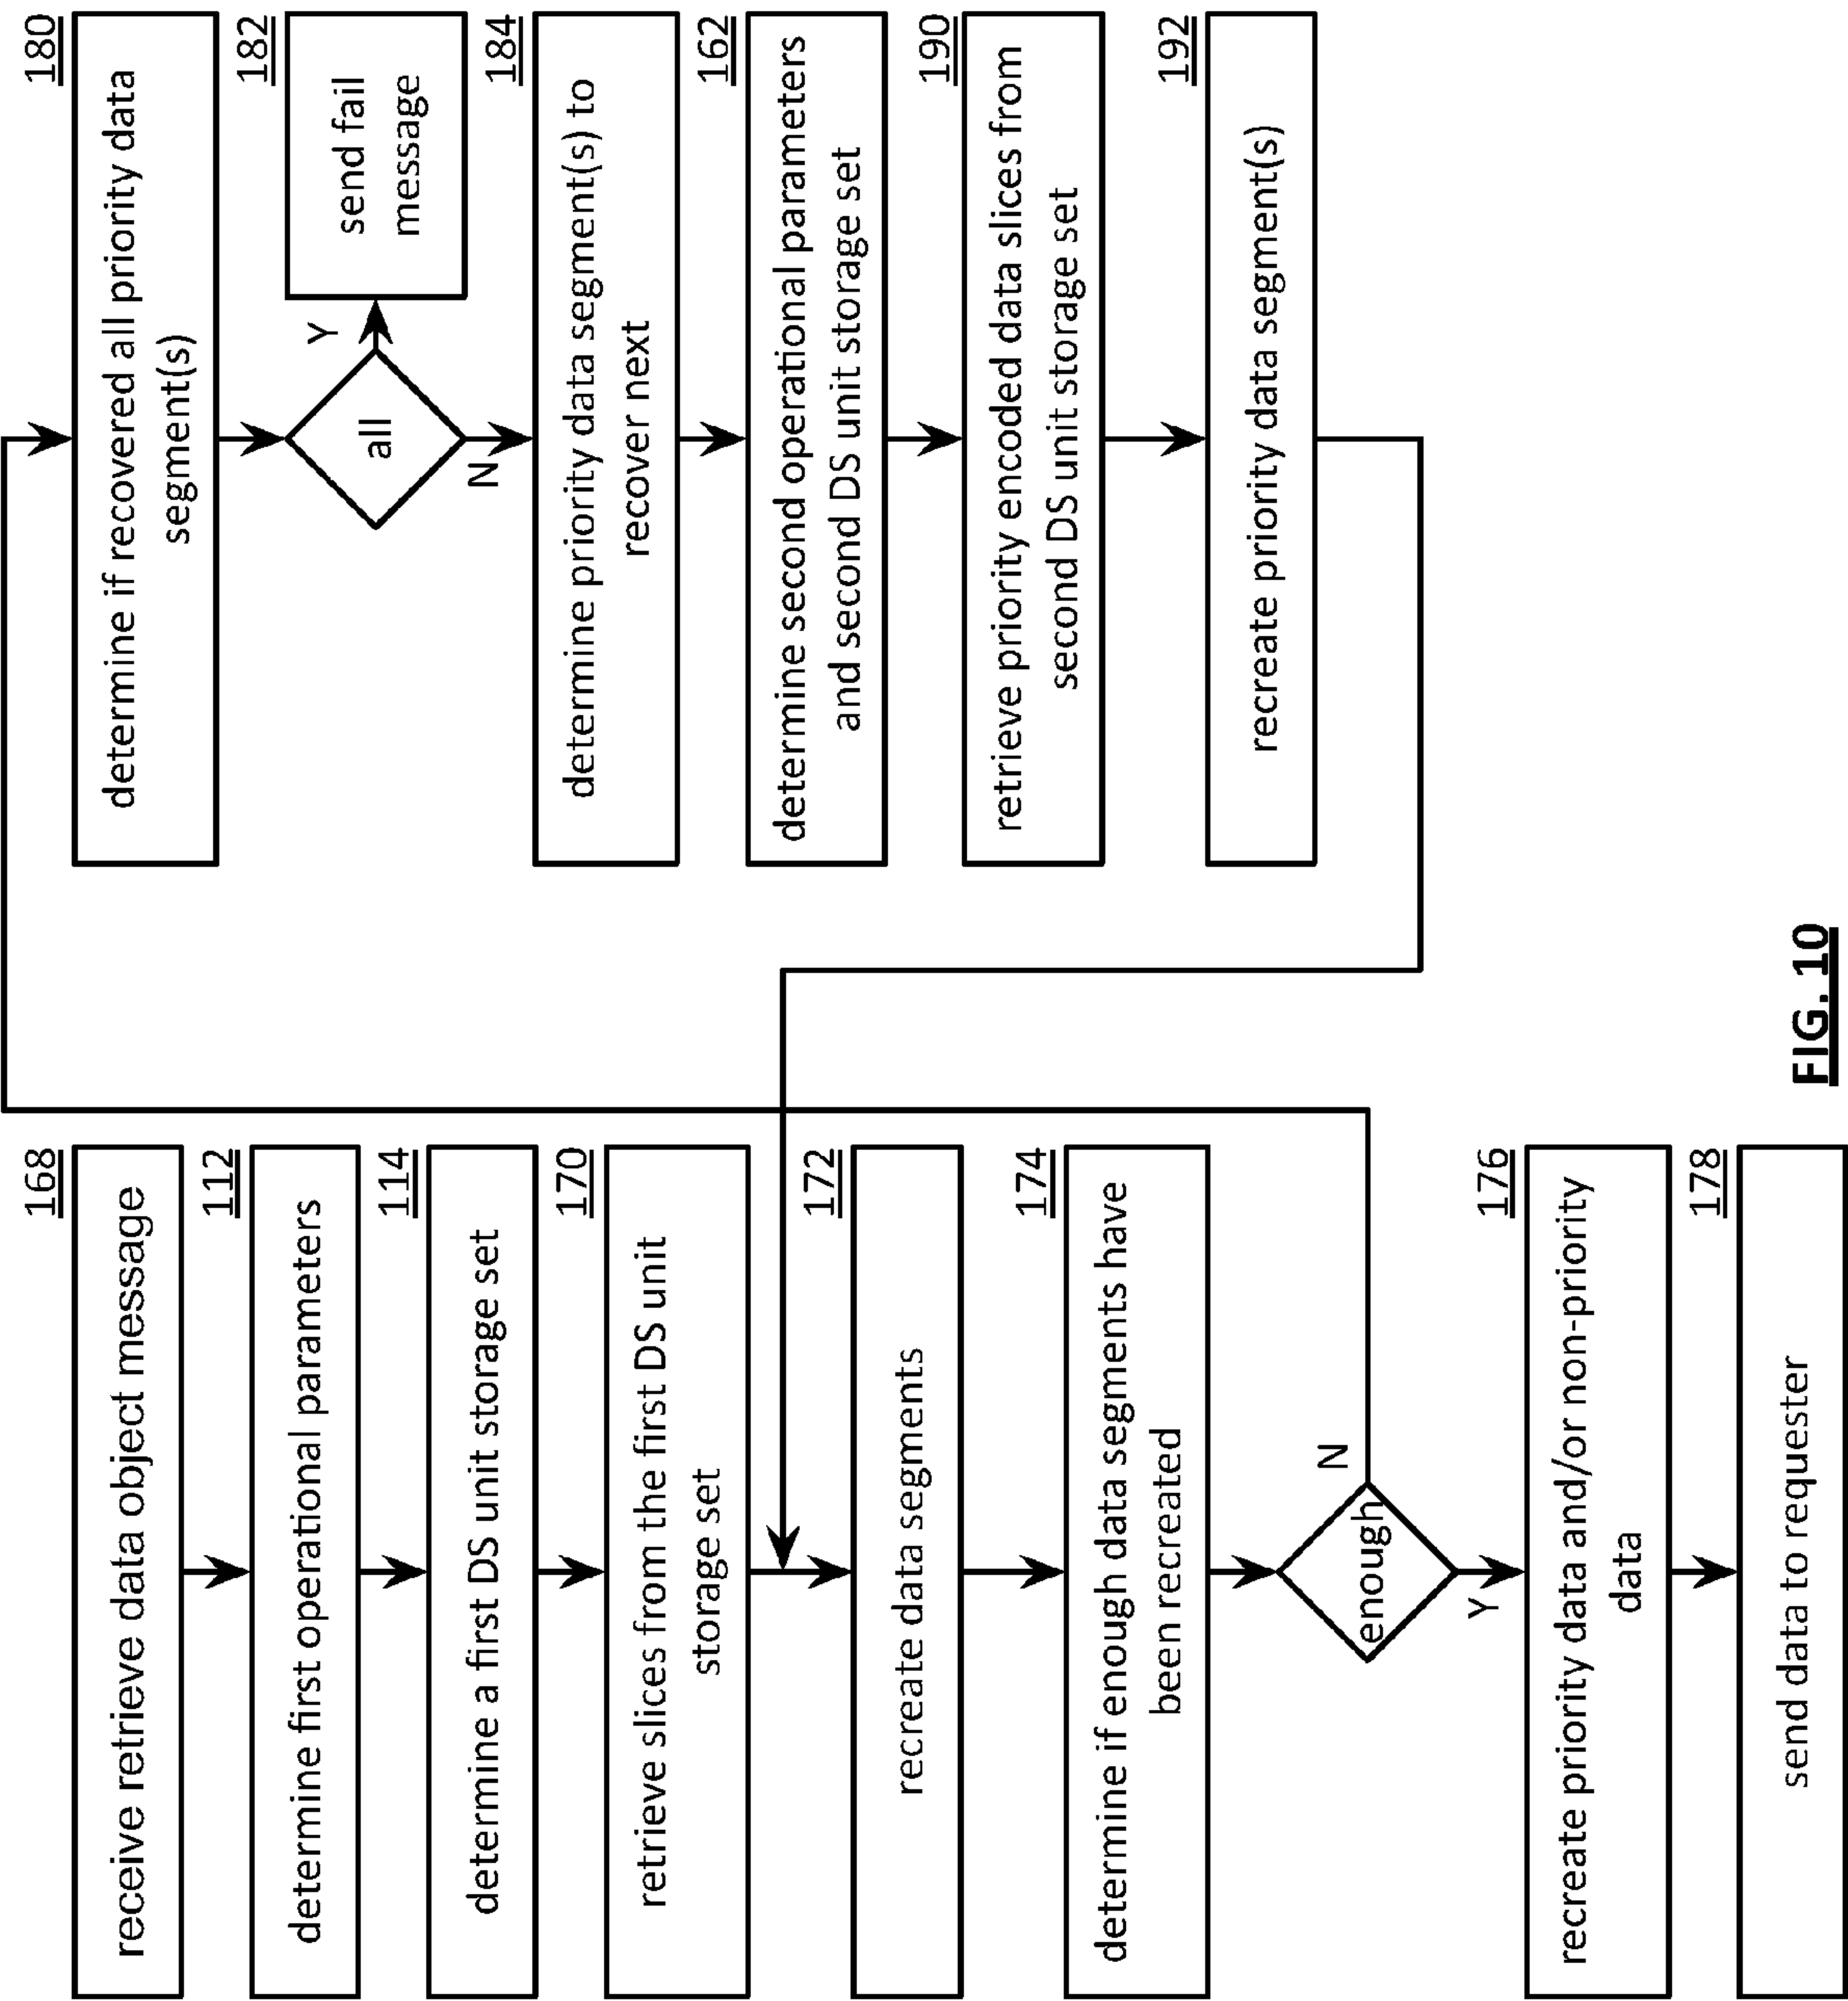 168
receive retrieve data object message
112
determine first operational parameters
114
determine a first DS unit storage set
170
retrieve slices from the first DS unit
storage set
172
recreate data segments
174
determine if enough data segments have
been recreated
enough
N
Y
176
recreate priority data and/or non-priority
data
178
send data to requester
180
determine if recovered all priority data
segment(s)
all
Y
182
send fail
message
N
184
determine priority data segment(s) to
recover next
162
determine second operational parameters
and second DS unit storage set
190
retrieve priority encoded data slices from
second DS unit storage set
192
recreate priority data segment(s)
FIG. 10